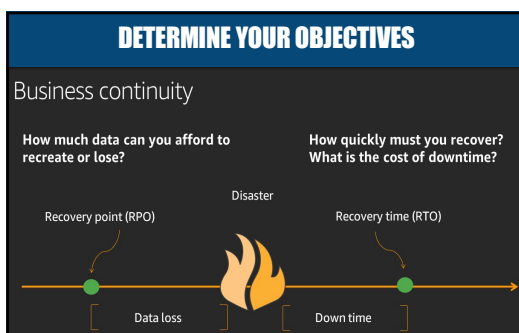 DETERMINE YOUR OBJECTIVES
Business continuity
How much data can you afford to
recreate or lose?
How quickly must you recover?
What is the cost of downtime?
Disaster
Recovery point (RPO)
Recovery time (RTO)
Data loss
Down time